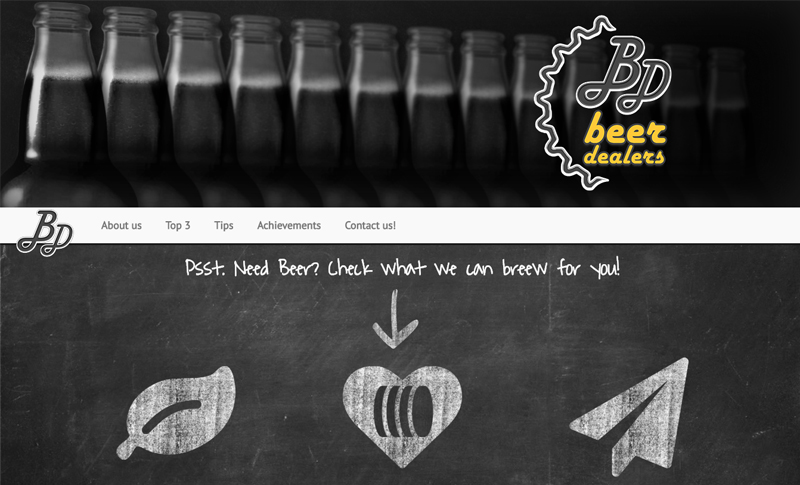 BD
beer
dealers
BD
About us Top 3 Tips Achievements Contact us!
Psst. Need Beer? Check what we can breew for you!